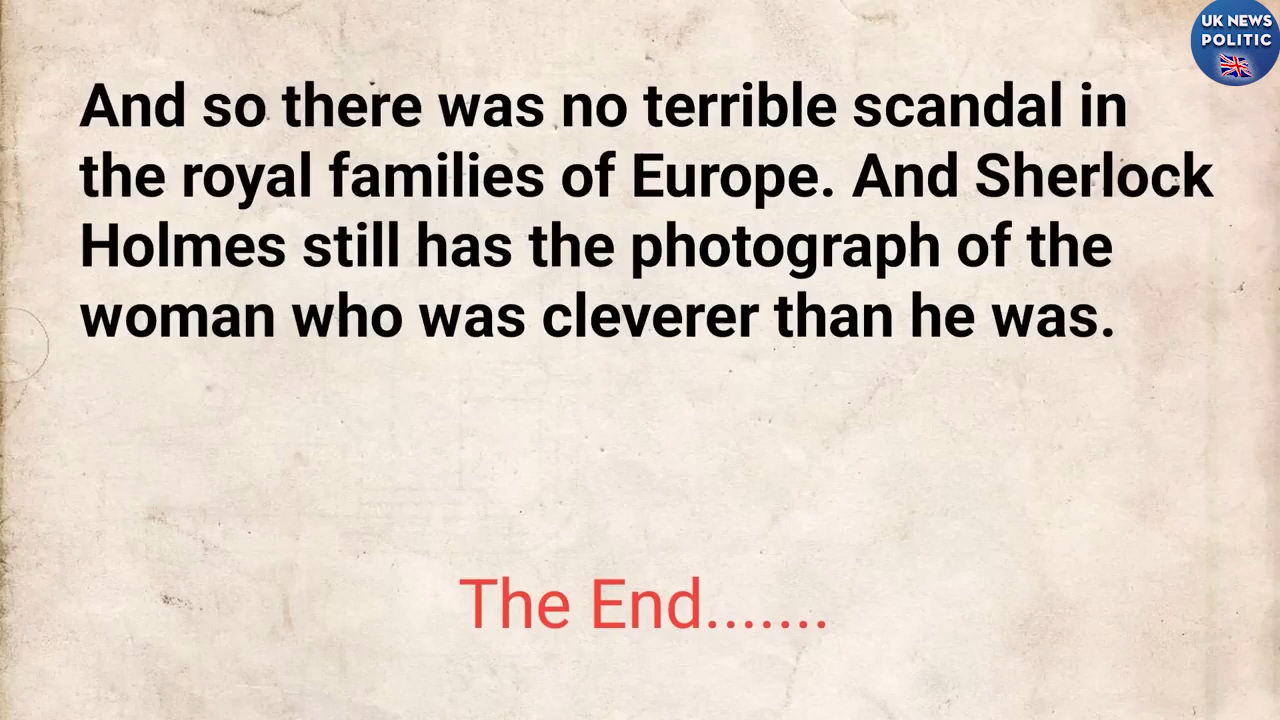 UK NEWS
POLITIC
And so there was no terrible scandal in
the royal families of Europe. And Sherlock
Holmes still has the photograph of the
woman who was cleverer than he was.
The End.......